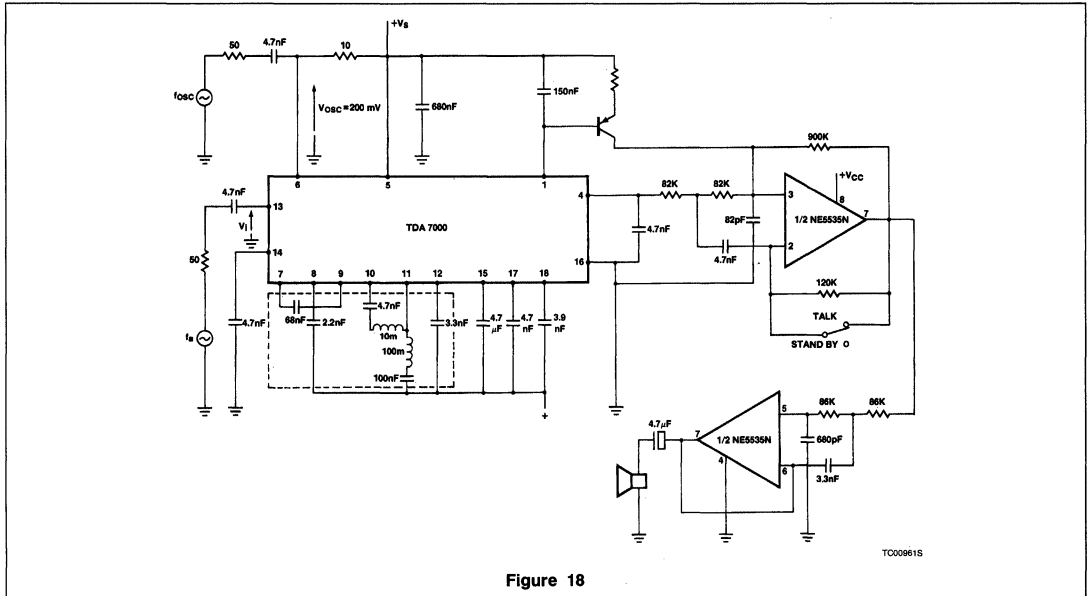 +VS
50
4.7nF
10
fOSC
VOSC = 200 mV
680nF
150nF
900K
6
5
1
4.7nF
13
VI
TDA 7000
4
82K
82K
3
+VCC
8
1/2 NE5535N
7
82pF
2
4.7nF
4.7nF
14
16
50
7
8
9
10
11
12
15
17
18
120K
4.7nF
68nF
2.2nF
4.7nF
3.3nF
4.7
µF
4.7
nF
3.9
nF
TALK
10m
STAND BY O
100m
100nF
+
4.7nF
86K
86K
5
4.7µF
7
1/2 NE5535N
4
680pF
6
3.3nF
TC00961S
Figure 18